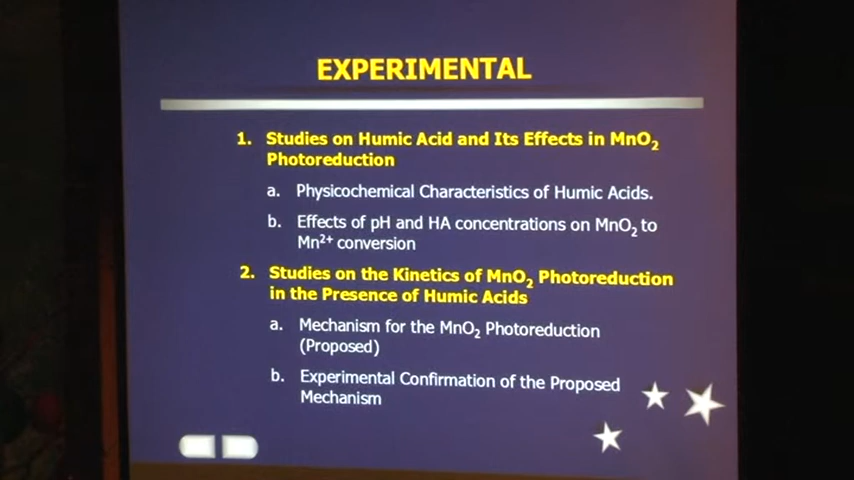 EXPERIMENTAL
1. Studies on Humic Acid and Its Effects in MnO₂
Photoreduction
a. Physicochemical Characteristics of Humic Acids.
b. Effects of pH and HA concentrations on MnO₂ to
Mn²⁺ conversion
2. Studies on the Kinetics of MnO₂ Photoreduction
in the Presence of Humic Acids
a. Mechanism for the MnO₂ Photoreduction
(Proposed)
b. Experimental Confirmation of the Proposed
Mechanism